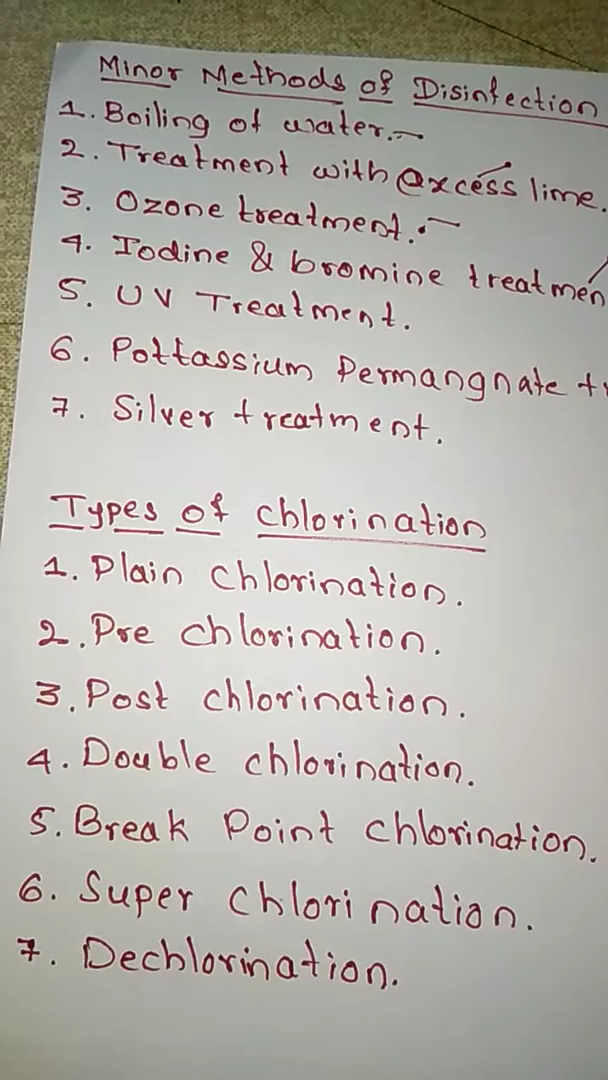 Minor Methods of Disinfection
1. Boiling of water.
2. Treatment with excess lime.
3. Ozone treatment.
4. Iodine & bromine treatmen
5. UV Treatment.
6. Pottassium Permangnate tr
7. Silver treatment.
Types of chlorination
1. Plain chlorination.
2. Pre chlorination.
3. Post chlorination.
4. Double chlorination.
5. Break Point chlorination.
6. Super chlorination.
7. Dechlorination.